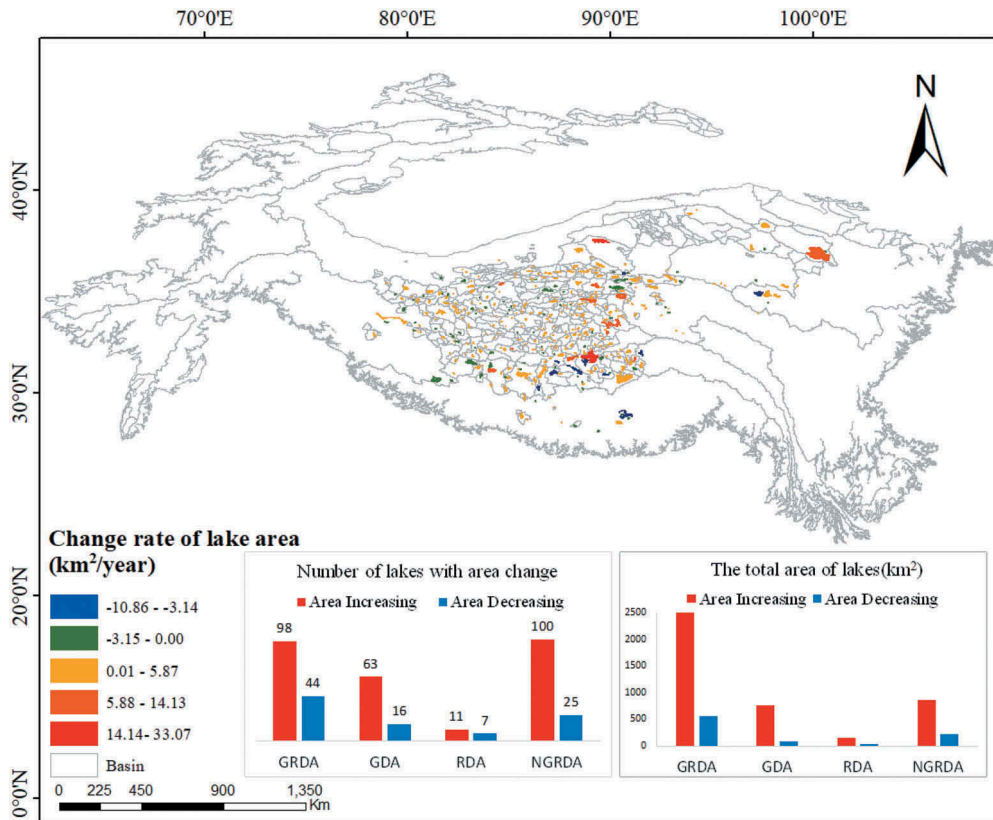 70°0'E 80°0'E 90°0'E 100°0'E
N
40°0'N
30°0'N
20°0'N
0°0'N
Change rate of lake area
(km²/year)
-10.86 - -3.14
-3.15 - 0.00
0.01 - 5.87
5.88 - 14.13
14.14- 33.07
Basin
0 225 450 900 1,350
Km
Number of lakes with area change
Area Increasing Area Decreasing
98 44 63 16 11 7 100 25
GRDA GDA RDA NGRDA
The total area of lakes(km²)
Area Increasing Area Decreasing
2500
2000
1500
1000
500
0
GRDA GDA RDA NGRDA